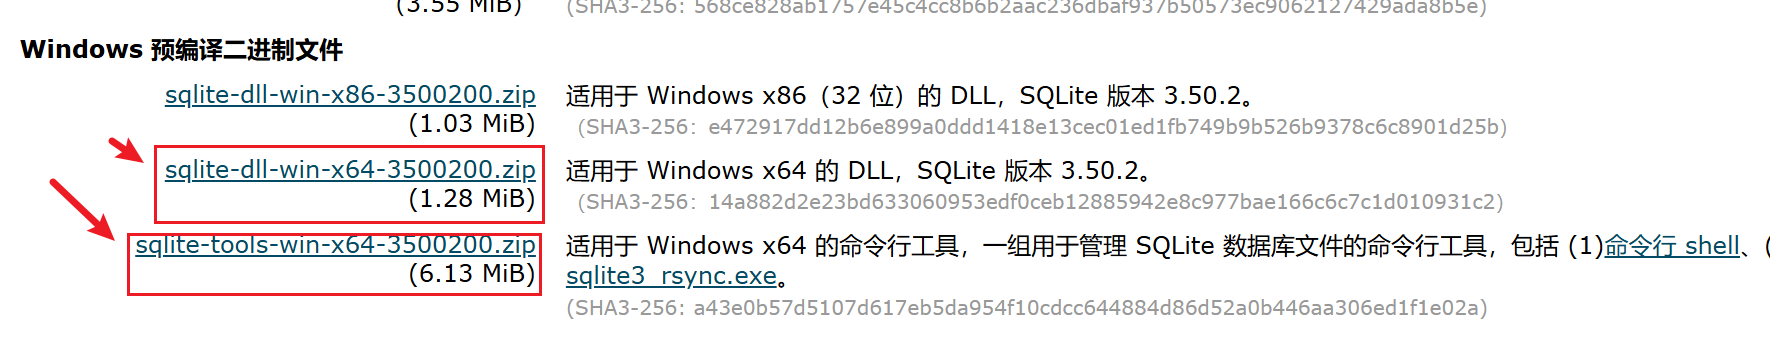 (3.55 MiB)
(SHA3-256: 568ce828ab1757e45c4cc8b6b2aac236dbaf937b50573ec9062127429ada8b5e)
Windows 预编译二进制文件
sqlite-dll-win-x86-3500200.zip
(1.03 MiB)
适用于 Windows x86（32 位）的 DLL，SQLite 版本 3.50.2。
（SHA3-256：e472917dd12b6e899a0ddd1418e13cec01ed1fb749b9b526b9378c6c8901d25b)
sqlite-dll-win-x64-3500200.zip
(1.28 MiB)
适用于 Windows x64 的 DLL，SQLite 版本 3.50.2。
（SHA3-256：14a882d2e23bd633060953edf0ceb12885942e8c977bae166c6c7c1d010931c2)
sqlite-tools-win-x64-3500200.zip
(6.13 MiB)
适用于 Windows x64 的命令行工具，一组用于管理 SQLite 数据库文件的命令行工具，包括 (1)命令行 shell、(
sqlite3_rsync.exe。
(SHA3-256: a43e0b57d5107d617eb5da954f10cdcc644884d86d52a0b446aa306ed1f1e02a)